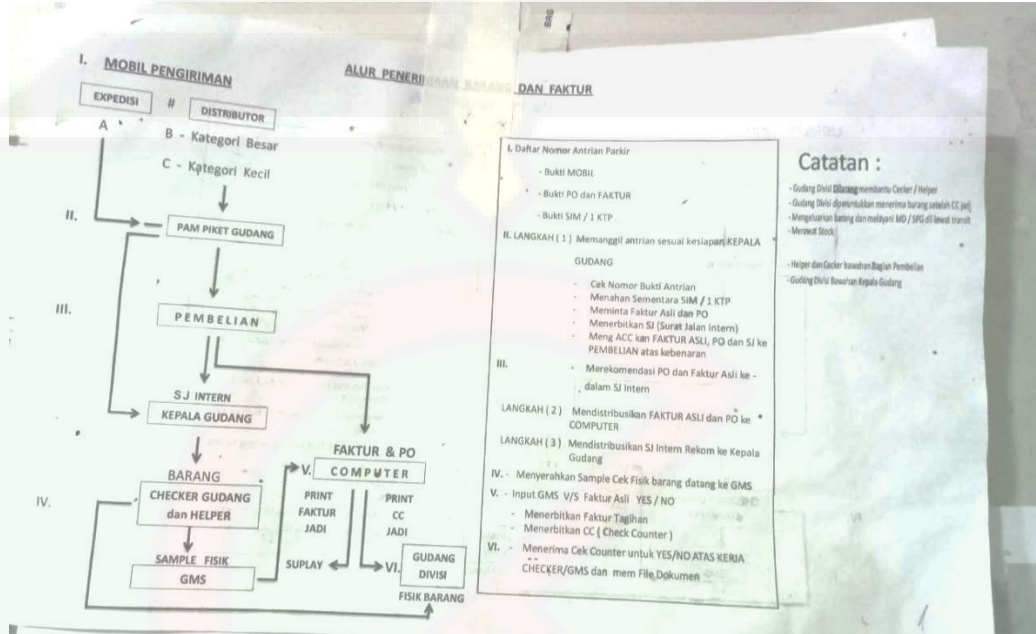 BAG
I. MOBIL PENGIRIMAN
ALUR PENERIMAAN BARANG DAN FAKTUR
EXPEDISI # DISTRIBUTOR
A
B - Kategori Besar
C - Kategori Kecil
II.
PAM PIKET GUDANG
III.
PEMBELIAN
SJ INTERN
KEPALA GUDANG
BARANG
IV.
CHECKER GUDANG
dan HELPER
SAMPLE FISIK
GMS
FAKTUR & PO
V. COMPUTER
PRINT
FAKTUR
JADI
PRINT
CC
JADI
SUPLAY
VI.
GUDANG
DIVISI
FISIK BARANG
I. Daftar Nomor Antrian Parkir
- Bukti MOBIL
- Bukti PO dan FAKTUR
- Bukti SIM / 1 KTP
II. LANGKAH ( 1 ) Memanggil antrian sesuai kesiapan KEPALA
GUDANG
- Cek Nomor Bukti Antrian
- Menahan Sementara SIM / 1 KTP
- Meminta Faktur Asli dan PO
- Menerbitkan SJ (Surat Jalan Intern)
- Meng ACC kan FAKTUR ASLI, PO dan SJ ke
PEMBELIAN atas kebenaran
III. - Merekomendasi PO dan Faktur Asli ke -
dalam SJ Intern
LANGKAH ( 2 ) Mendistribusikan FAKTUR ASLI dan PO ke
COMPUTER
LANGKAH ( 3 ) Mendistribusikan SJ Intern Rekom ke Kepala
Gudang
IV. - Menyerahkan Sample Cek Fisik barang datang ke GMS
V. - Input GMS V/S Faktur Asli YES / NO
- Menerbitkan Faktur Tagihan
- Menerbitkan CC ( Check Counter )
VI. - Menerima Cek Counter untuk YES/NO ATAS KERJA
CHECKER/GMS dan mem File Dokumen
Catatan :
- Gudang Divisi Dilarang membantu Cecker / Helper
- Gudang Divisi diperuntukkan menerima barang setelah CC jadi
- Mengeluarian barang dan melayani MD / SPG di lewat transit
- Merawat Stock
- Helper dan Cecker bawahan Bagian Pembelian
- Gudang Divisi Bawahan Kepala Gudang